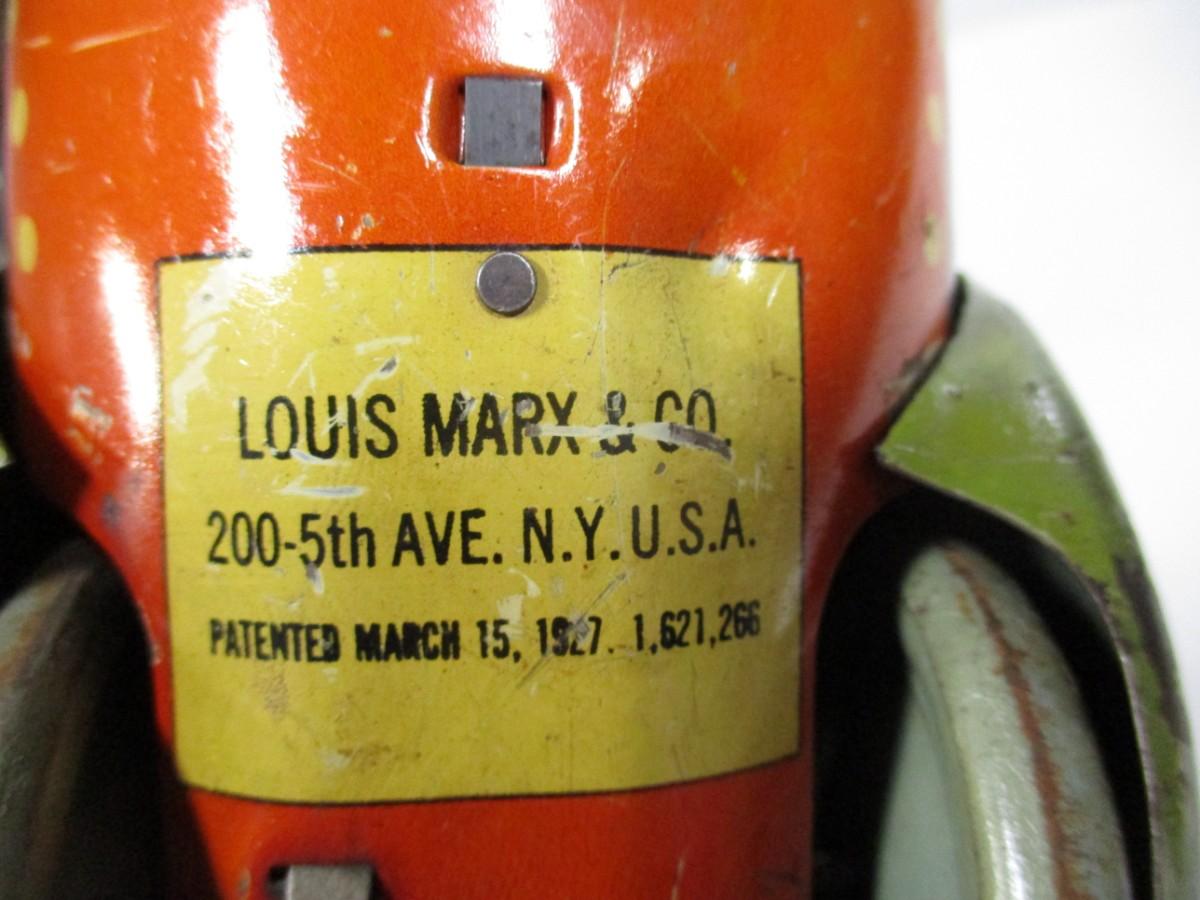 LOUIS MARX & CO.
200-5th AVE. N.Y. U.S.A.
PATENTED MARCH 15, 1927. 1,621,266